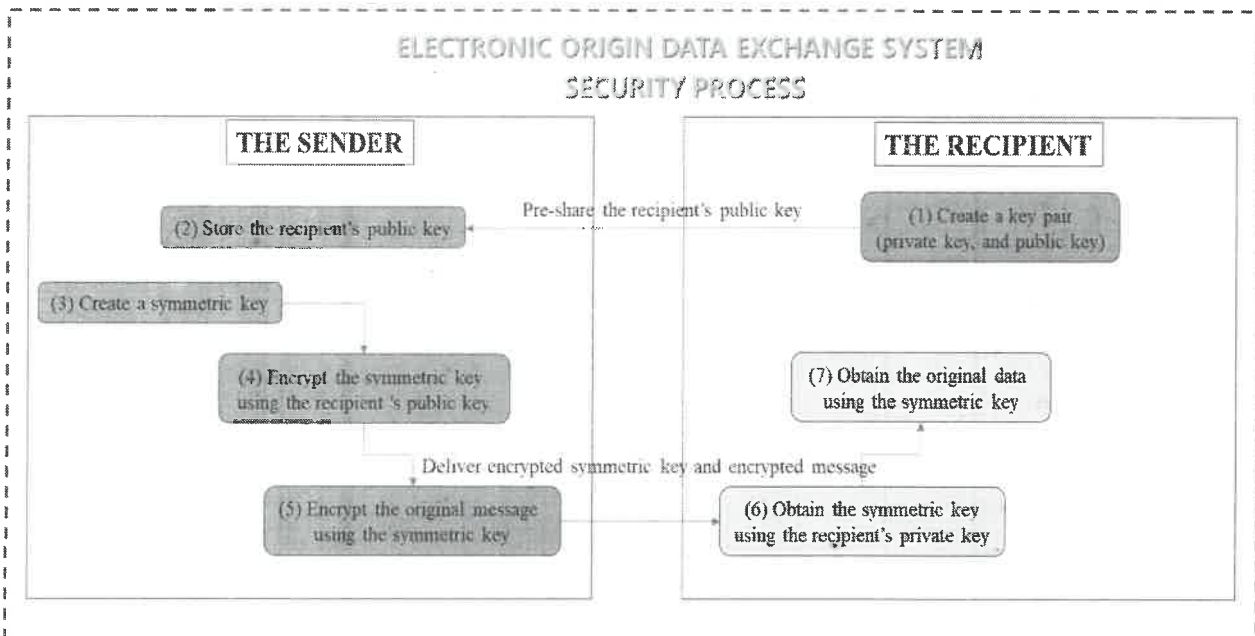 ELECTRONIC ORIGIN DATA EXCHANGE SYSTEM
SECURITY PROCESS
THE SENDER
THE RECIPIENT
Pre-share the recipient's public key
(1) Create a key pair
(private key, and public key)
(2) Store the recipient's public key
(3) Create a symmetric key
(4) Encrypt the symmetric key
using the recipient 's public key
(7) Obtain the original data
using the symmetric key
Deliver encrypted symmetric key and encrypted message
(5) Encrypt the original message
using the symmetric key
(6) Obtain the symmetric key
using the recipient's private key